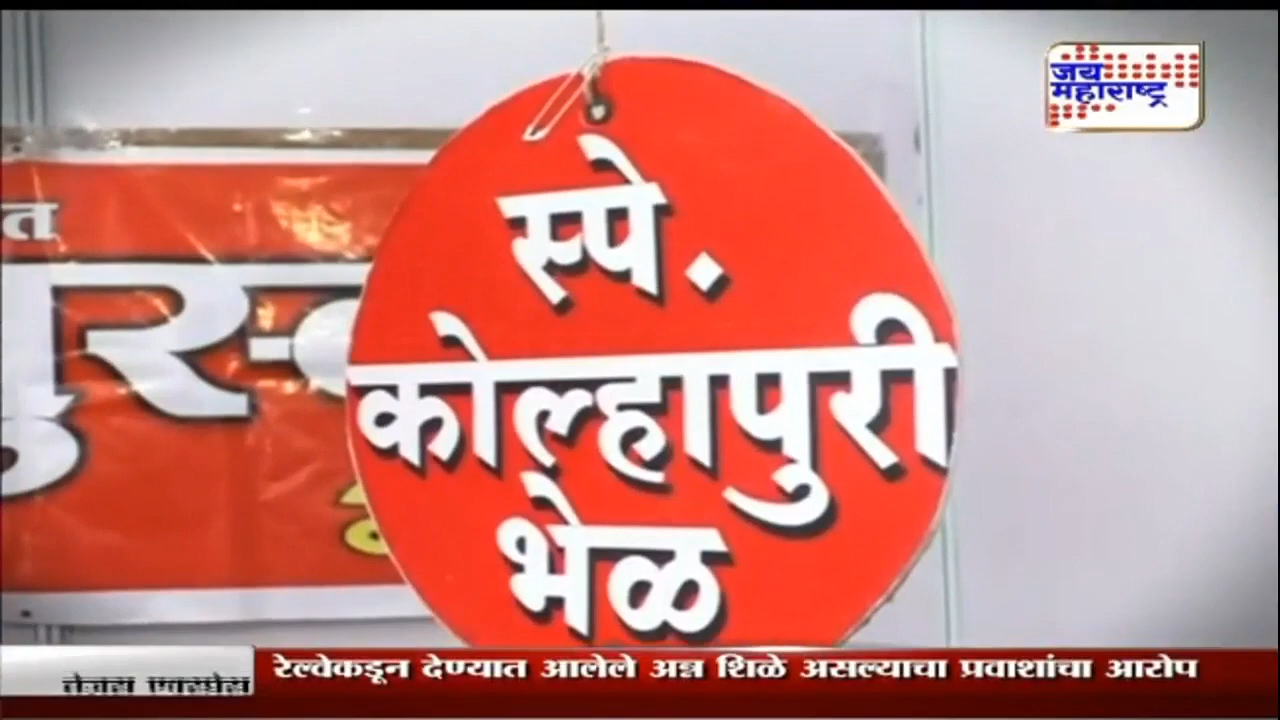 जय
महाराष्ट्र
स्पे.
कोल्हापुरी
भेळ
रेल्वेकडून देण्यात आलेले अन्न शिळे असल्याचा प्रवाशांचा आरोप